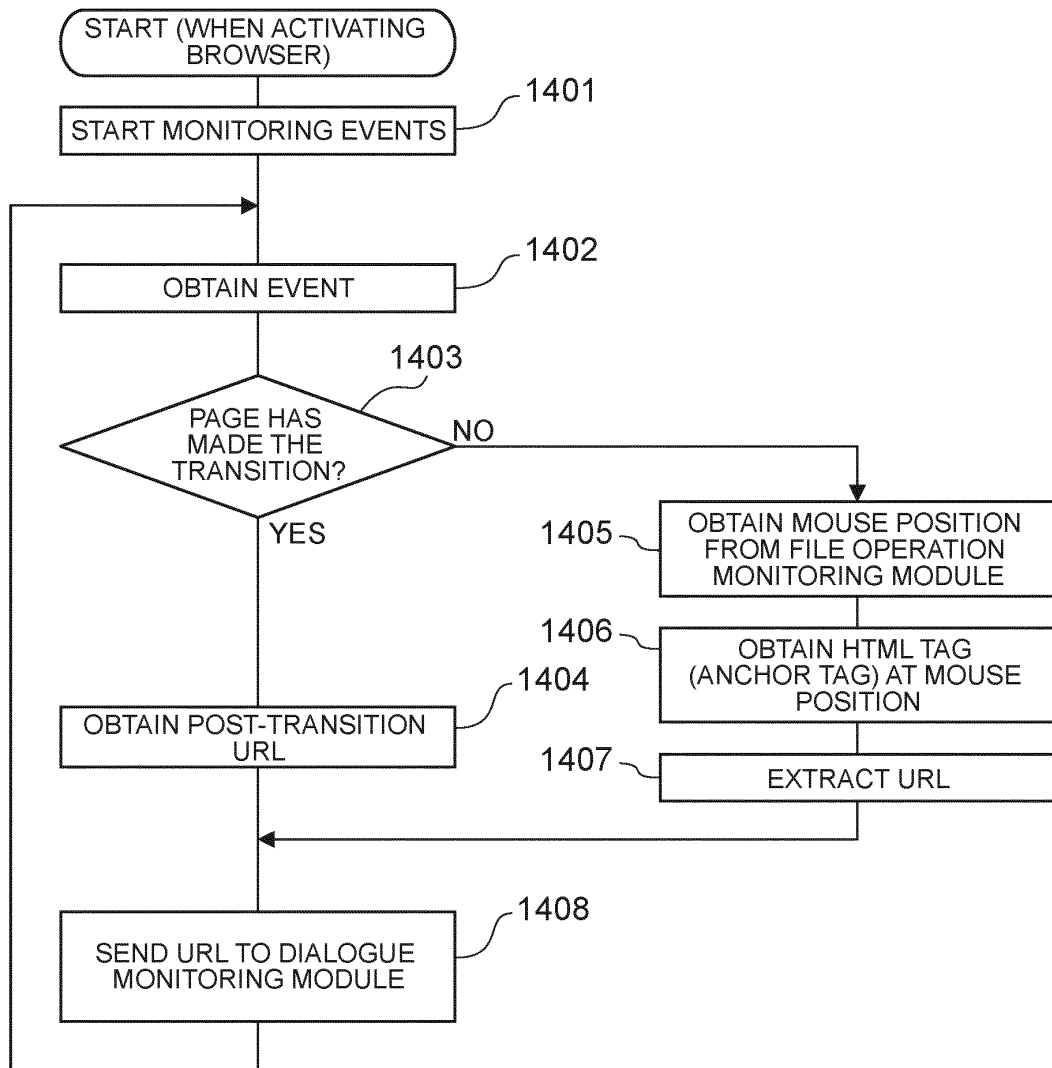 START (WHEN ACTIVATING
BROWSER)
1401
START MONITORING EVENTS
1402
OBTAIN EVENT
1403
PAGE HAS
MADE THE
TRANSITION?
NO
YES
1405
OBTAIN MOUSE POSITION
FROM FILE OPERATION
MONITORING MODULE
1406
OBTAIN HTML TAG
(ANCHOR TAG) AT MOUSE
POSITION
1404
OBTAIN POST-TRANSITION
URL
1407
EXTRACT URL
1408
SEND URL TO DIALOGUE
MONITORING MODULE